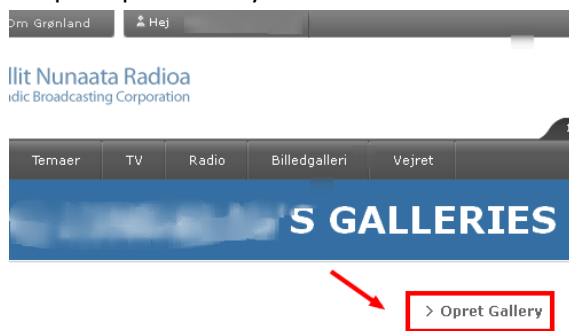 Om Grønland
Hej
llit Nunaata Radioa
dic Broadcasting Corporation
Temaer TV Radio Billedgalleri Vejret
S GALLERIES
> Opret Gallery